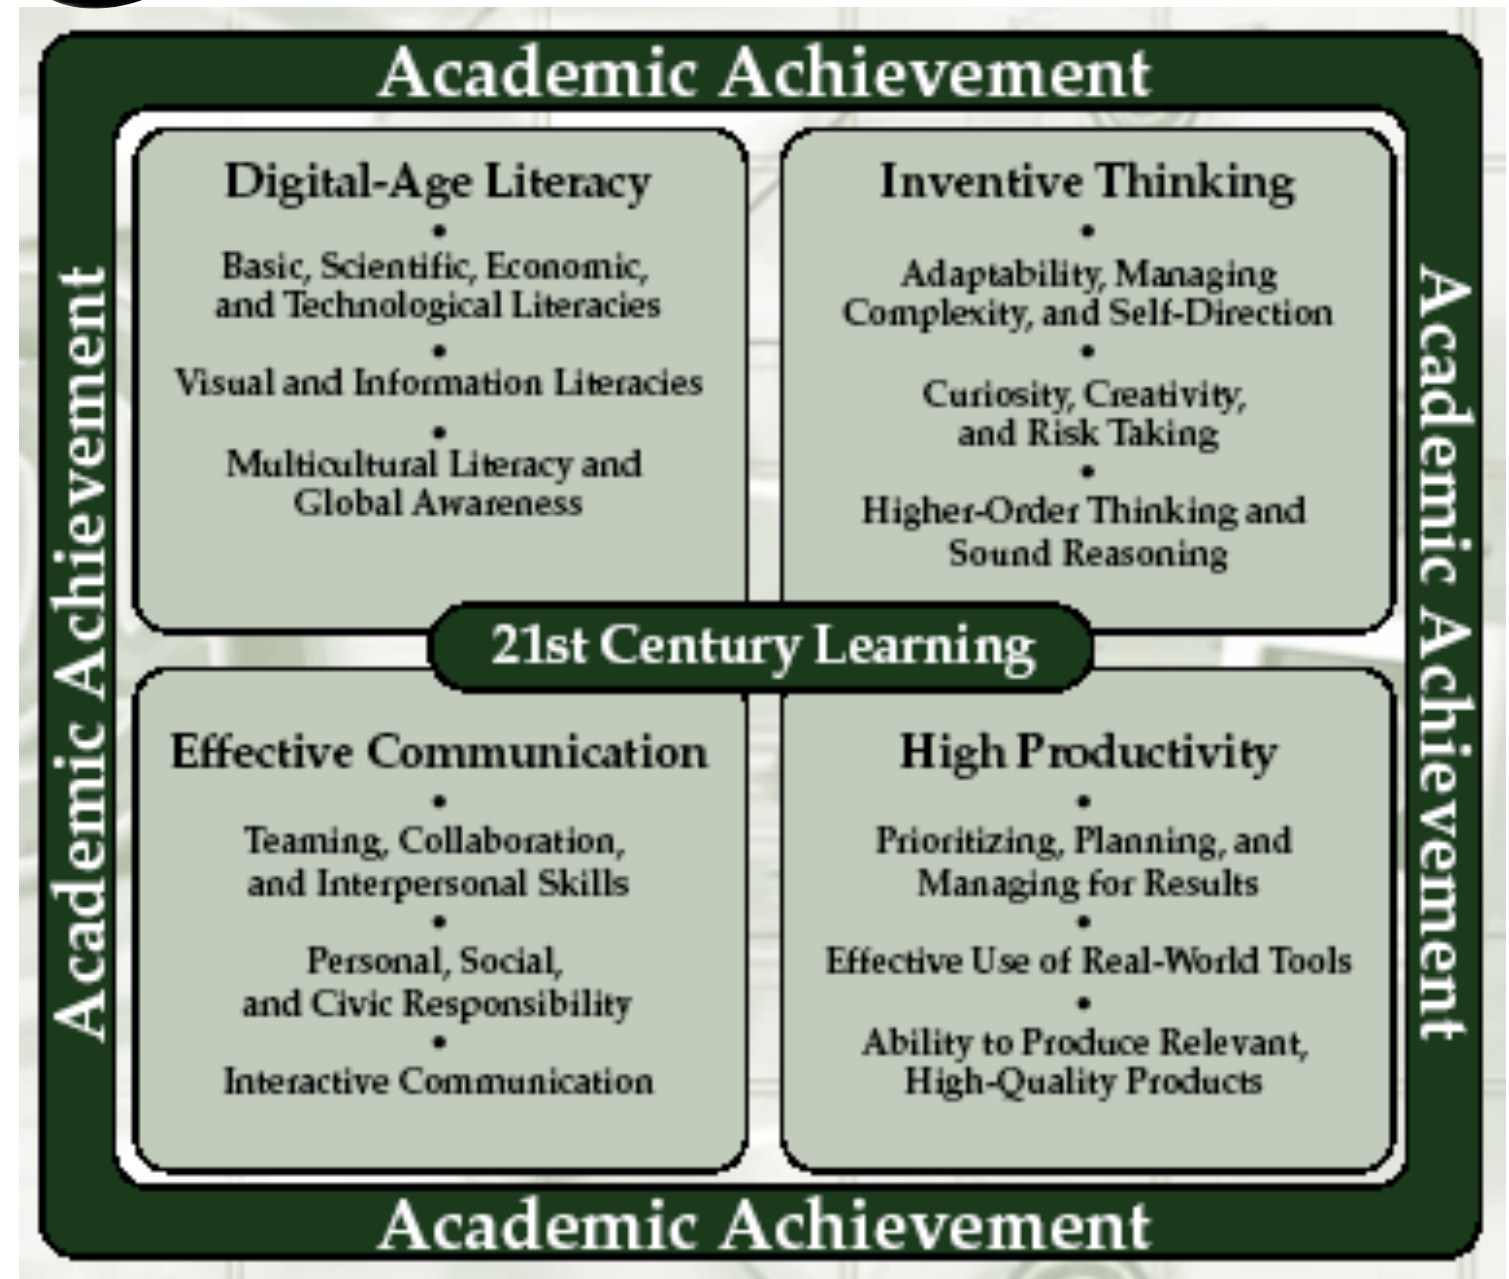 Academic Achievement
Academic Achievement
Digital-Age Literacy
•
Basic, Scientific, Economic,
and Technological Literacies
•
Visual and Information Literacies
•
Multicultural Literacy and
Global Awareness
Inventive Thinking
•
Adaptability, Managing
Complexity, and Self-Direction
•
Curiosity, Creativity,
and Risk Taking
•
Higher-Order Thinking and
Sound Reasoning
Academic Achievement
21st Century Learning
Effective Communication
•
Teaming, Collaboration,
and Interpersonal Skills
•
Personal, Social,
and Civic Responsibility
•
Interactive Communication
High Productivity
•
Prioritizing, Planning, and
Managing for Results
•
Effective Use of Real-World Tools
•
Ability to Produce Relevant,
High-Quality Products
Academic Achievement